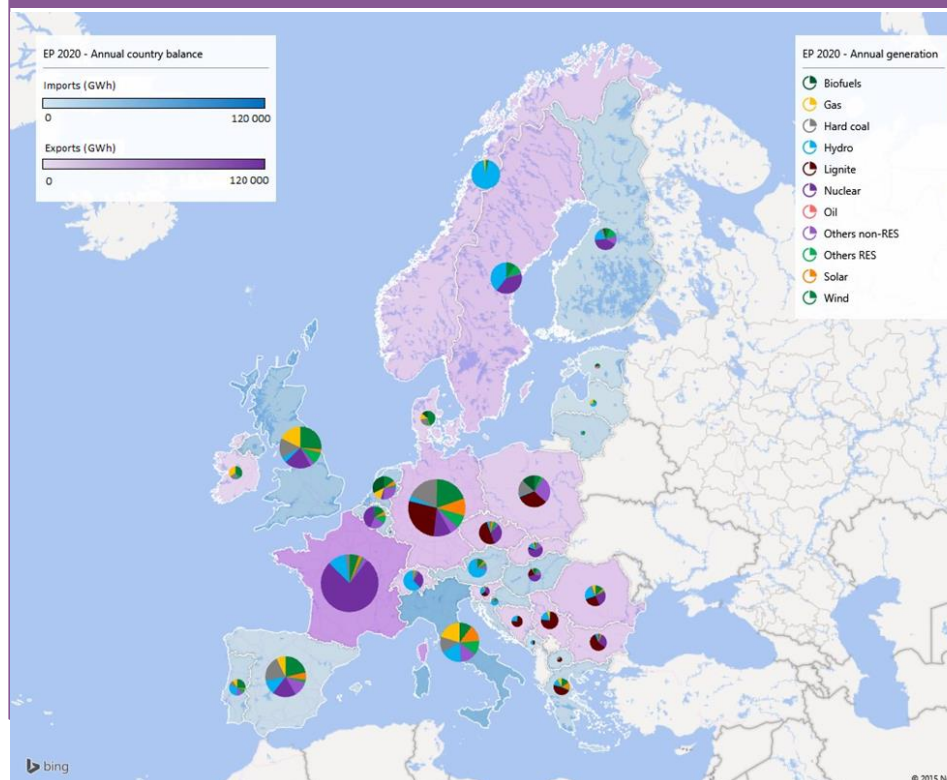 EP 2020 - Annual country balance
Imports (GWh)
0 120 000
Exports (GWh)
0 120 000
EP 2020 - Annual generation
Biofuels
Gas
Hard coal
Hydro
Lignite
Nuclear
Oil
Others non-RES
Others RES
Solar
Wind
bing
© 2015 N